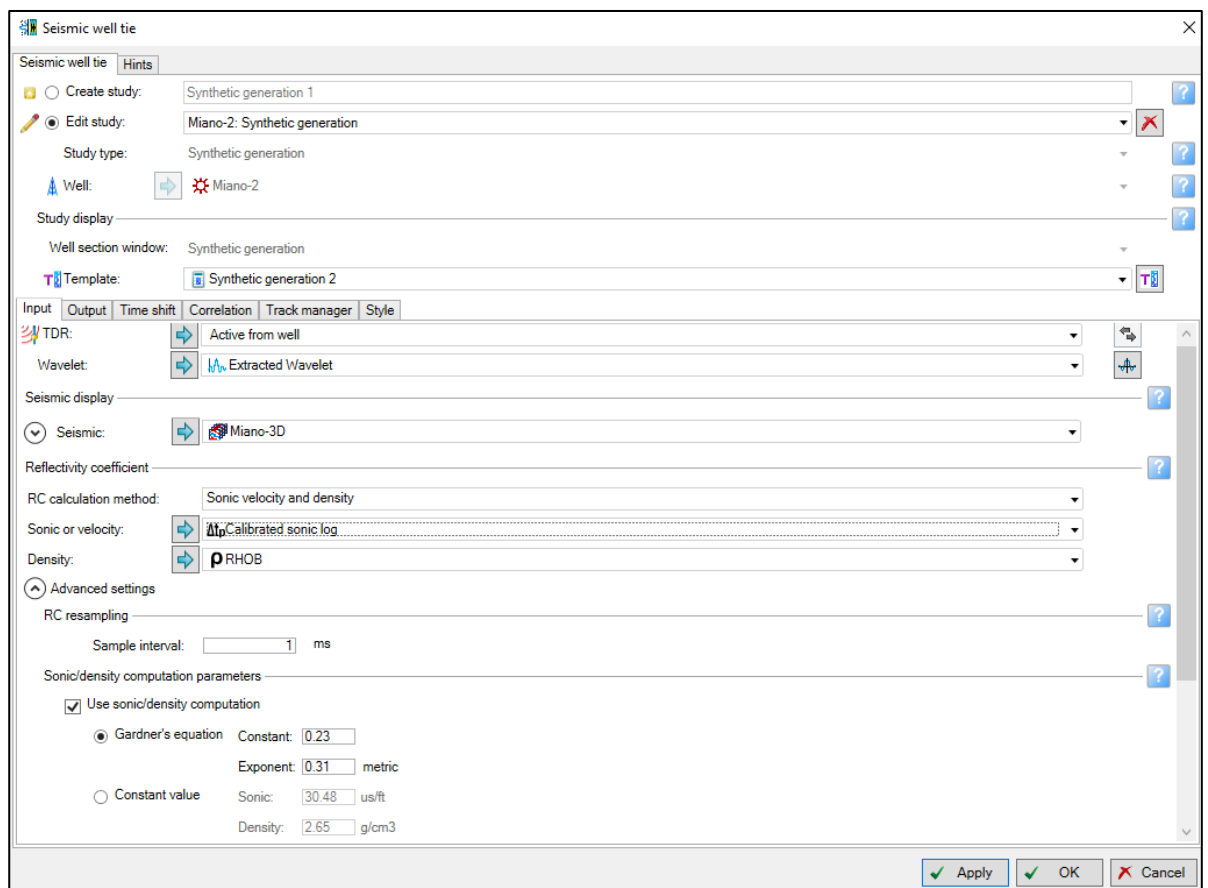 Seismic well tie
Seismic well tie Hints
Create study: Synthetic generation 1
Edit study: Miano-2: Synthetic generation
Study type: Synthetic generation
Well: Miano-2
Study display
Well section window: Synthetic generation
Template: Synthetic generation 2
Input Output Time shift Correlation Track manager Style
TDR: Active from well
Wavelet: Extracted Wavelet
Seismic display
Seismic: Miano-3D
Reflectivity coefficient
RC calculation method: Sonic velocity and density
Sonic or velocity: Δtp Calibrated sonic log
Density: ρ RHOB
Advanced settings
RC resampling
Sample interval: 1 ms
Sonic/density computation parameters
Use sonic/density computation
Gardner's equation Constant: 0.23
Exponent: 0.31 metric
Constant value Sonic: 30.48 us/ft
Density: 2.65 g/cm3
Apply OK Cancel